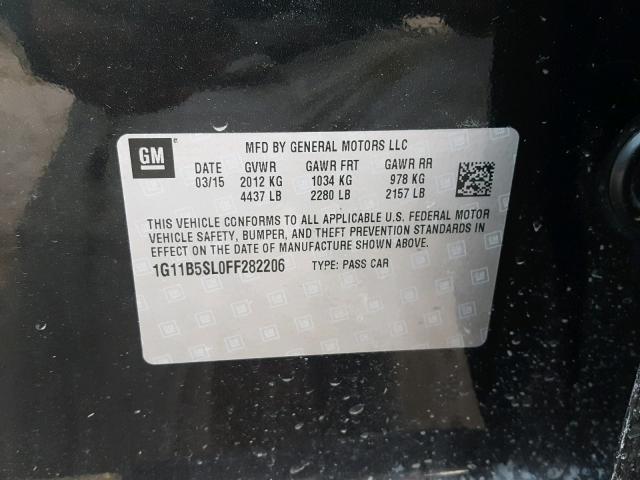 GM
MFD BY GENERAL MOTORS LLC
DATE GVWR GAWR FRT GAWR RR
03/15 2012 KG 1034 KG 978 KG
4437 LB 2280 LB 2157 LB
THIS VEHICLE CONFORMS TO ALL APPLICABLE U.S. FEDERAL MOTOR
VEHICLE SAFETY, BUMPER, AND THEFT PREVENTION STANDARDS IN
EFFECT ON THE DATE OF MANUFACTURE SHOWN ABOVE.
1G11B5SL0FF282206 TYPE: PASS CAR